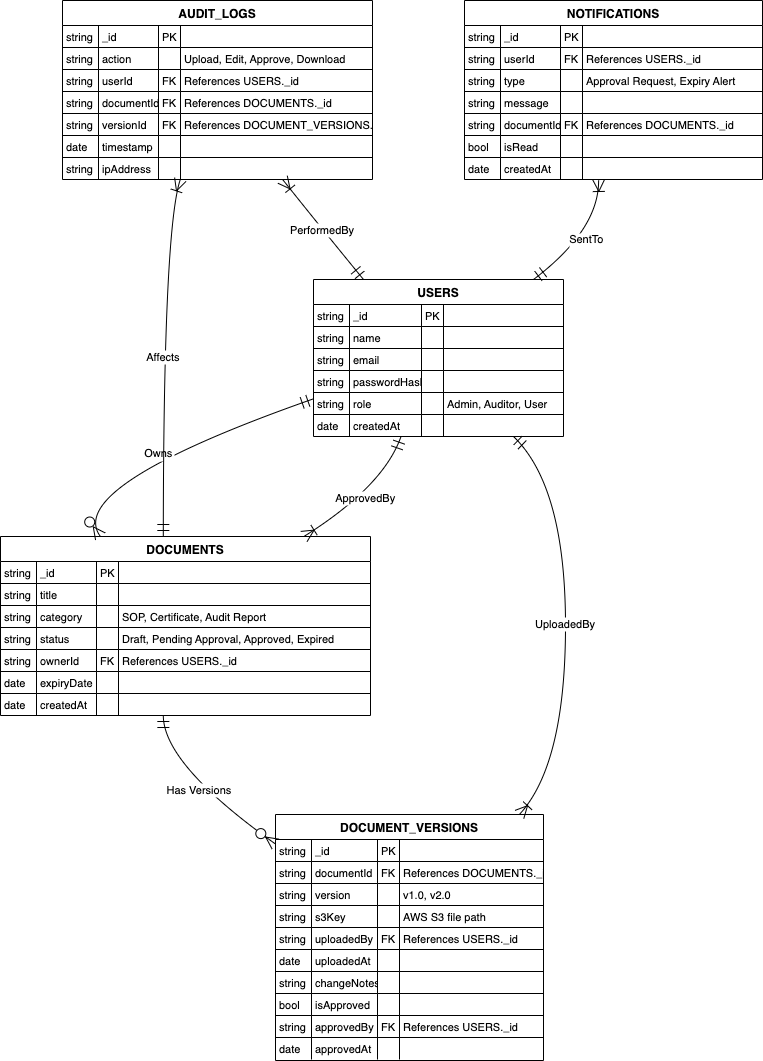 AUDIT_LOGS
string _id PK
string action Upload, Edit, Approve, Download
string userId FK References USERS._id
string documentId FK References DOCUMENTS._id
string versionId FK References DOCUMENT_VERSIONS.
date timestamp
string ipAddress
NOTIFICATIONS
string _id PK
string userId FK References USERS._id
string type Approval Request, Expiry Alert
string message
string documentId FK References DOCUMENTS._id
bool isRead
date createdAt
PerformedBy
SentTo
USERS
string _id PK
string name
string email
string passwordHash
string role Admin, Auditor, User
date createdAt
Affects
Owns
ApprovedBy
DOCUMENTS
string _id PK
string title
string category SOP, Certificate, Audit Report
string status Draft, Pending Approval, Approved, Expired
string ownerId FK References USERS._id
date expiryDate
date createdAt
UploadedBy
Has Versions
DOCUMENT_VERSIONS
string _id PK
string documentId FK References DOCUMENTS._
string version v1.0, v2.0
string s3Key AWS S3 file path
string uploadedBy FK References USERS._id
date uploadedAt
string changeNotes
bool isApproved
string approvedBy FK References USERS._id
date approvedAt